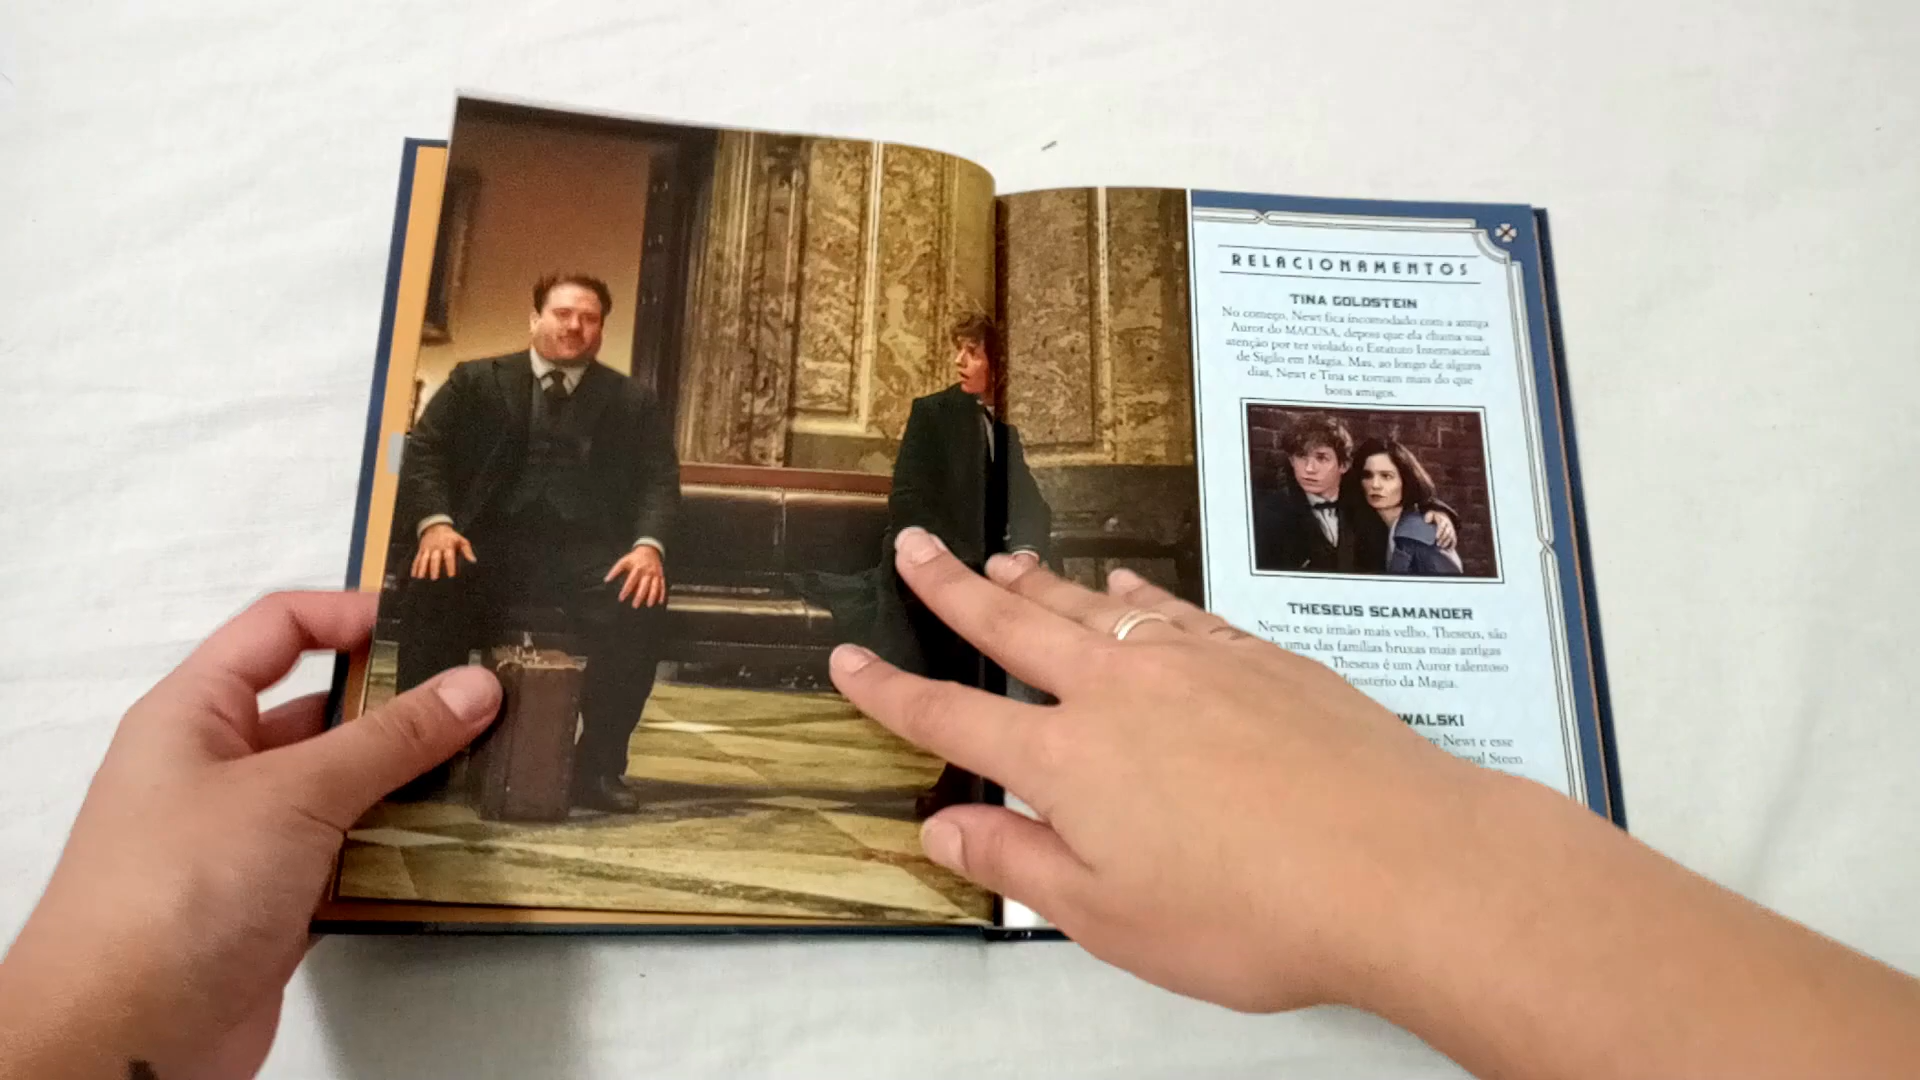 RELACIONAMENTOS
TINA GOLDSTEIN
No começo, Newt fica incomodado com a antiga
Auror do MACUSA, depois que ela chama sua
atenção por ter violado o Estatuto Internacional
de Sigilo em Magia. Mas, ao longo de alguns
dias, Newt e Tina se tornam mais do que
bons amigos.
THESEUS SCAMANDER
Newt e seu irmão mais velho, Theseus, são
uma das famílias bruxas mais antigas
Theseus é um Auror talentoso
Ministério da Magia.
WALSKI
re Newt e esse
onal Steen